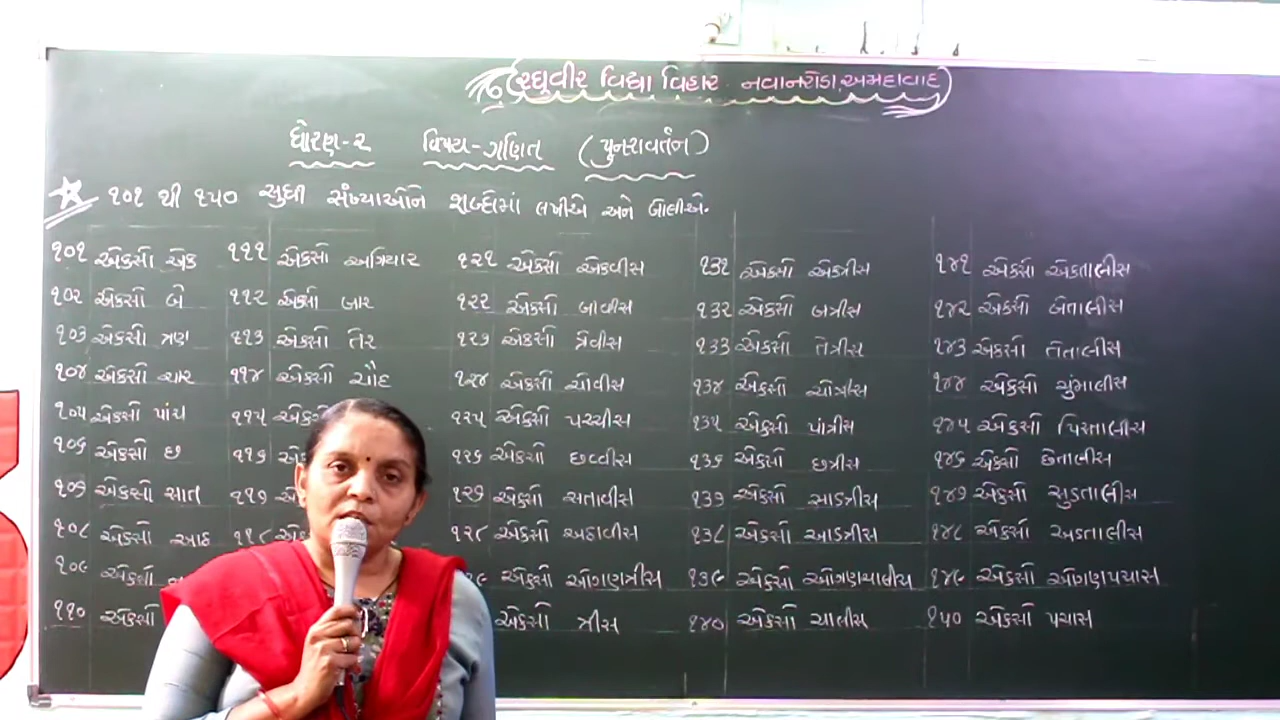 રઘુવીર વિદ્યા વિહાર નવાનરોડા, અમદાવાદ
ધોરણ-૨ વિષય-ગણિત (પુનરાવર્તન)
૧૦૧ થી ૧૫૦ સુધી સંખ્યાઓને શબ્દોમાં લખીએ અને બોલીએ.
૧૦૧ એકસો એક ૧૧૧ એકસો અગિયાર ૧૨૧ એકસો એકવીસ ૧૩૧ એકસો એકત્રીસ ૧૪૧ એકસો એકતાલીસ
૧૦૨ એકસો બે ૧૧૨ એકસો બાર ૧૨૨ એકસો બાવીસ ૧૩૨ એકસો બત્રીસ ૧૪૨ એકસો બેતાલીસ
૧૦૩ એકસો ત્રણ ૧૧૩ એકસો તેર ૧૨૩ એકસો ત્રેવીસ ૧૩૩ એકસો તેત્રીસ ૧૪૩ એકસો તેતાલીસ
૧૦૪ એકસો ચાર ૧૧૪ એકસો ચૌદ ૧૨૪ એકસો ચોવીસ ૧૩૪ એકસો ચોત્રીસ ૧૪૪ એકસો ચુંમાલીસ
૧૦૫ એકસો પાંચ ૧૧૫ ૧૨૫ એકસો પચ્ચીસ ૧૩૫ એકસો પાંત્રીસ ૧૪૫ એકસો પિસ્તાલીસ
૧૦૬ એકસો છ ૧૧૬ ૧૨૬ એકસો છવ્વીસ ૧૩૬ એકસો છત્રીસ ૧૪૬ એકસો છેતાલીસ
૧૦૭ એકસો સાત ૧૧૭ ૧૨૭ એકસો સતાવીસ ૧૩૭ એકસો સાડત્રીસ ૧૪૭ એકસો સુડતાલીસ
૧૦૮ એકસો આઠ ૧૧૮ ૧૨૮ એકસો અઠાવીસ ૧૩૮ એકસો આડત્રીસ ૧૪૮ એકસો અડતાલીસ
૧૦૯ એકસો એકસો ઓગણત્રીસ ૧૩૯ એકસો ઓગણચાલીસ ૧૪૯ એકસો ઓગણપચાસ
૧૧૦ એકસો એકસો ત્રીસ ૧૪૦ એકસો ચાલીસ ૧૫૦ એકસો પચાસ